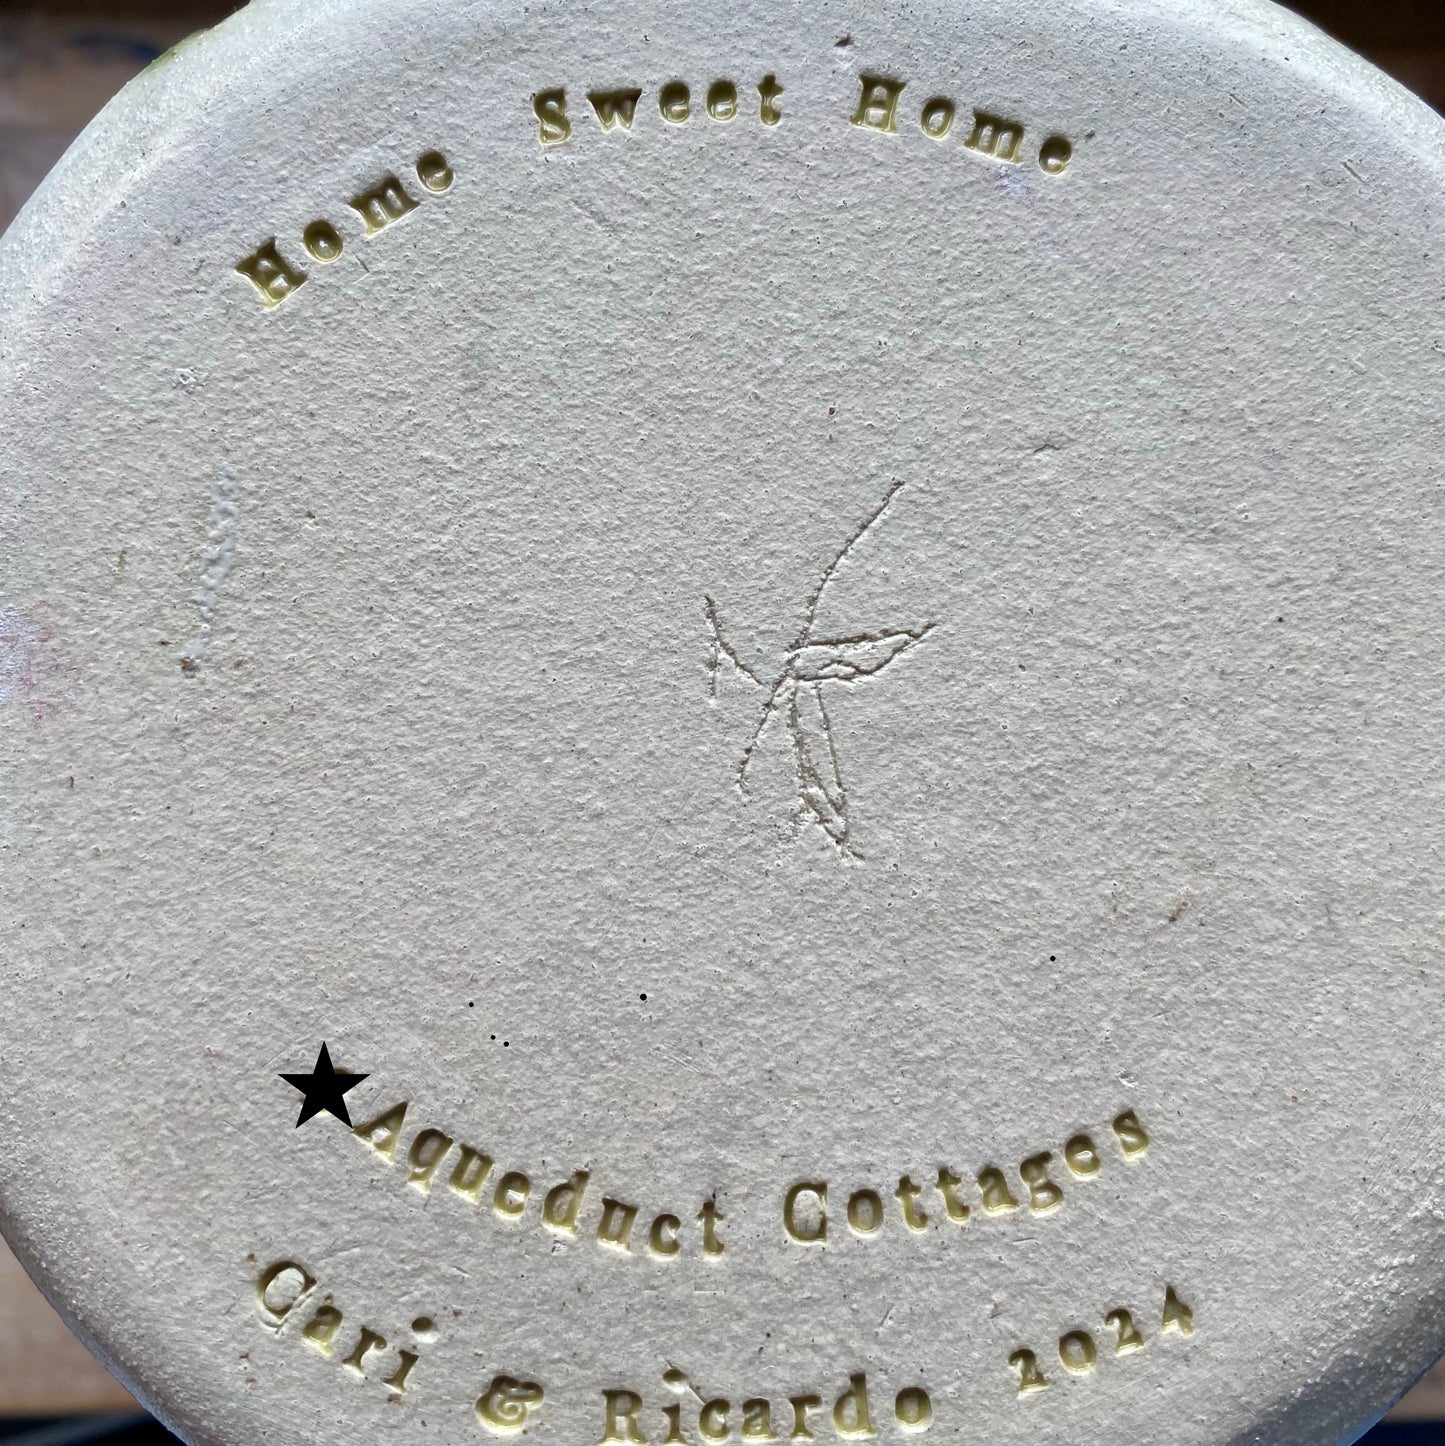 Home Sweet Home
Aqueduct Cottages
Cari & Ricardo 2024